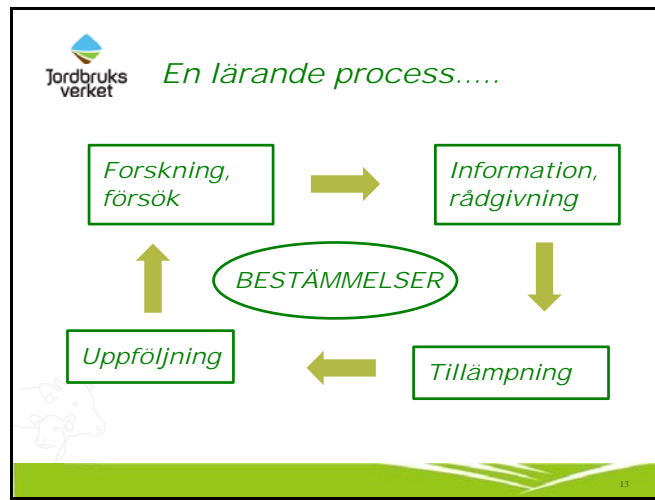 Jordbruks
verket
En lärande process.....
Forskning,
försök
Information,
rådgivning
BESTÄMMELSER
Uppföljning
Tillämpning
13